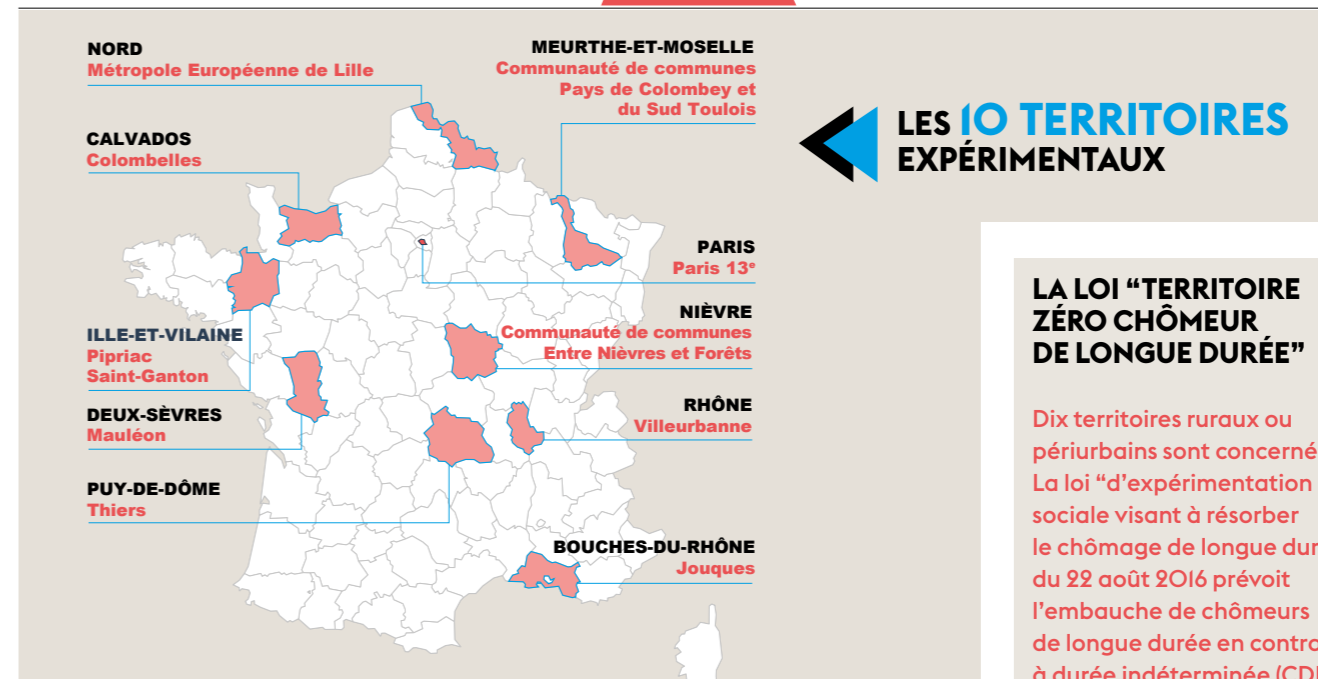 NORD
Métropole Européenne de Lille
MEURTHE-ET-MOSELLE
Communauté de communes
Pays de Colombey et
du Sud Toulois
CALVADOS
Colombelles
PARIS
Paris 13e
NIÈVRE
Communauté de communes
Entre Nièvres et Forêts
ILLE-ET-VILAINE
Pipriac
Saint-Ganton
DEUX-SÈVRES
Mauléon
RHÔNE
Villeurbanne
PUY-DE-DÔME
Thiers
BOUCHES-DU-RHÔNE
Jouques
LES 10 TERRITOIRES
EXPÉRIMENTAUX
LA LOI “TERRITOIRE
ZÉRO CHÔMEUR
DE LONGUE DURÉE”
Dix territoires ruraux ou
périurbains sont concerné
La loi “d’expérimentation
sociale visant à résorber
le chômage de longue dur
du 22 août 2016 prévoit
l’embauche de chômeurs
de longue durée en contra
à durée indéterminée (CDI